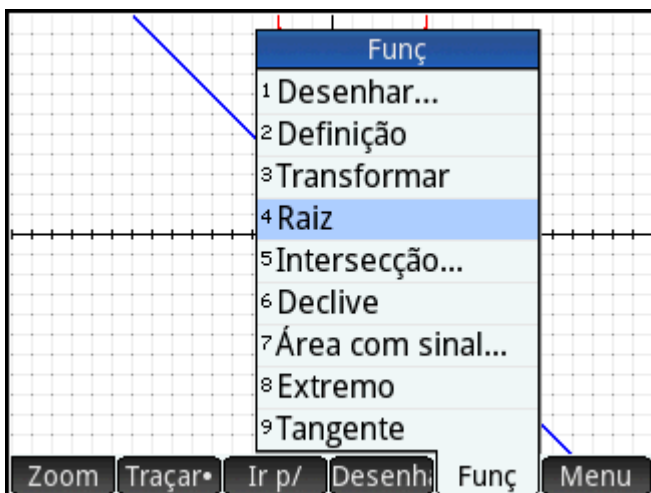 Funç
1 Desenhar...
2 Definição
3 Transformar
4 Raiz
5 Intersecção...
6 Declive
7 Área com sinal...
8 Extremo
9 Tangente
Zoom Traçar• Ir p/ Desenh Funç Menu